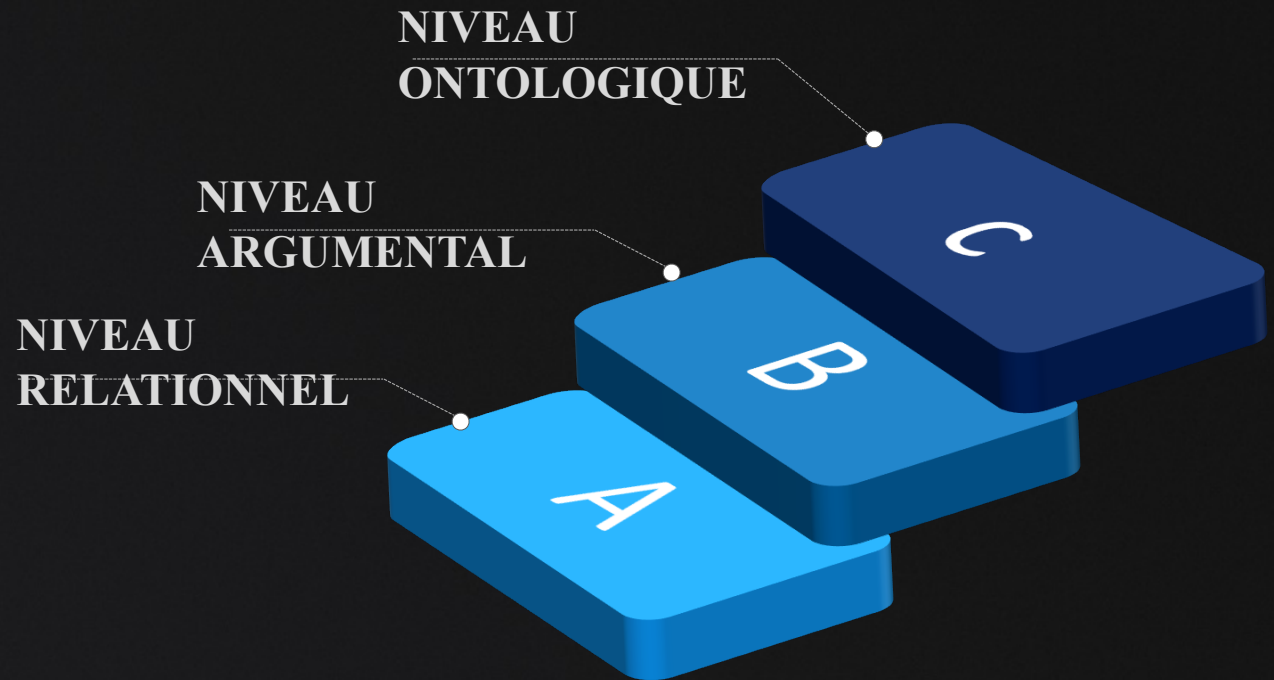 NIVEAU
ONTOLOGIQUE
C
NIVEAU
ARGUMENTAL
B
NIVEAU
RELATIONNEL
A